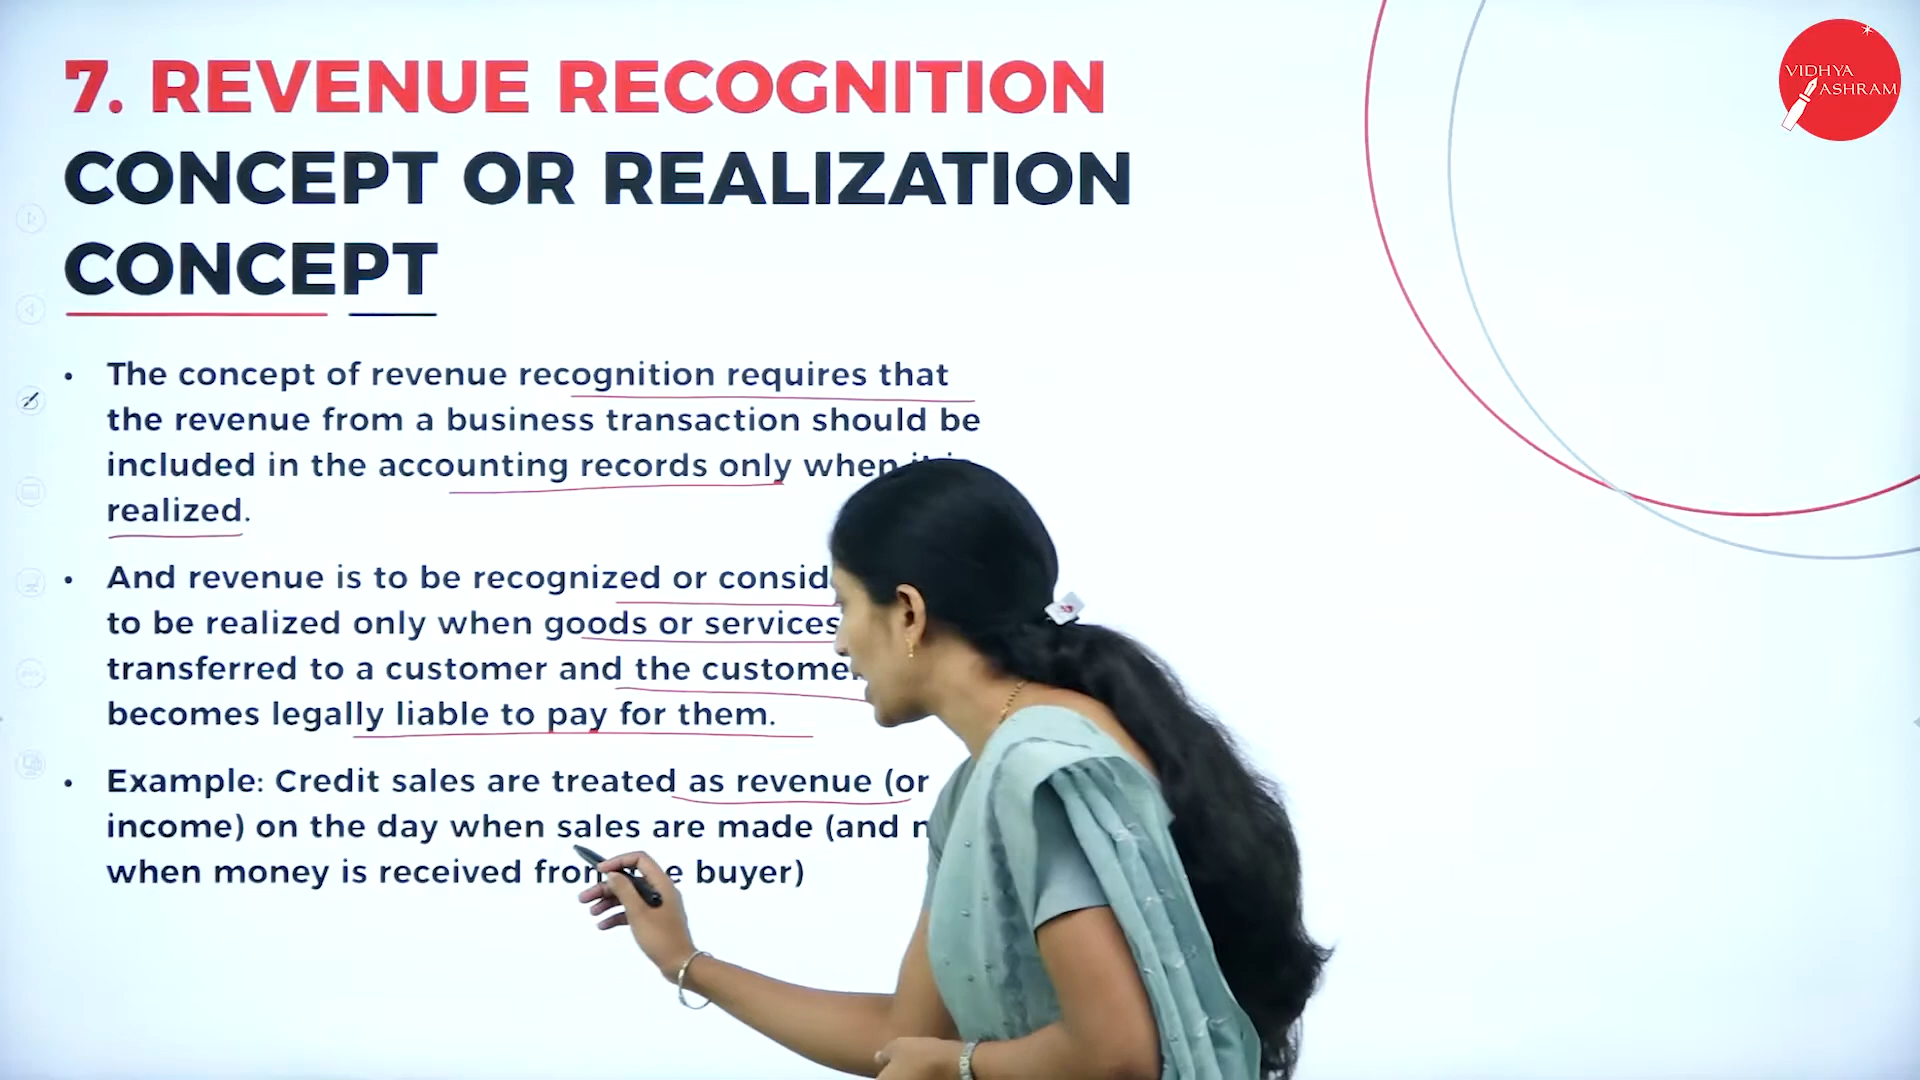 7. REVENUE RECOGNITION
CONCEPT OR REALIZATION
CONCEPT
• The concept of revenue recognition requires that
the revenue from a business transaction should be
included in the accounting records only when it
realized.
• And revenue is to be recognized or
to be realized only when goods or services
transferred to a customer and the
becomes legally liable to pay for them.
• Example: Credit sales are treated as revenue (or
income) on the day when sales are made (and
when money is received from buyer)
VIDHYA
ASHRAM